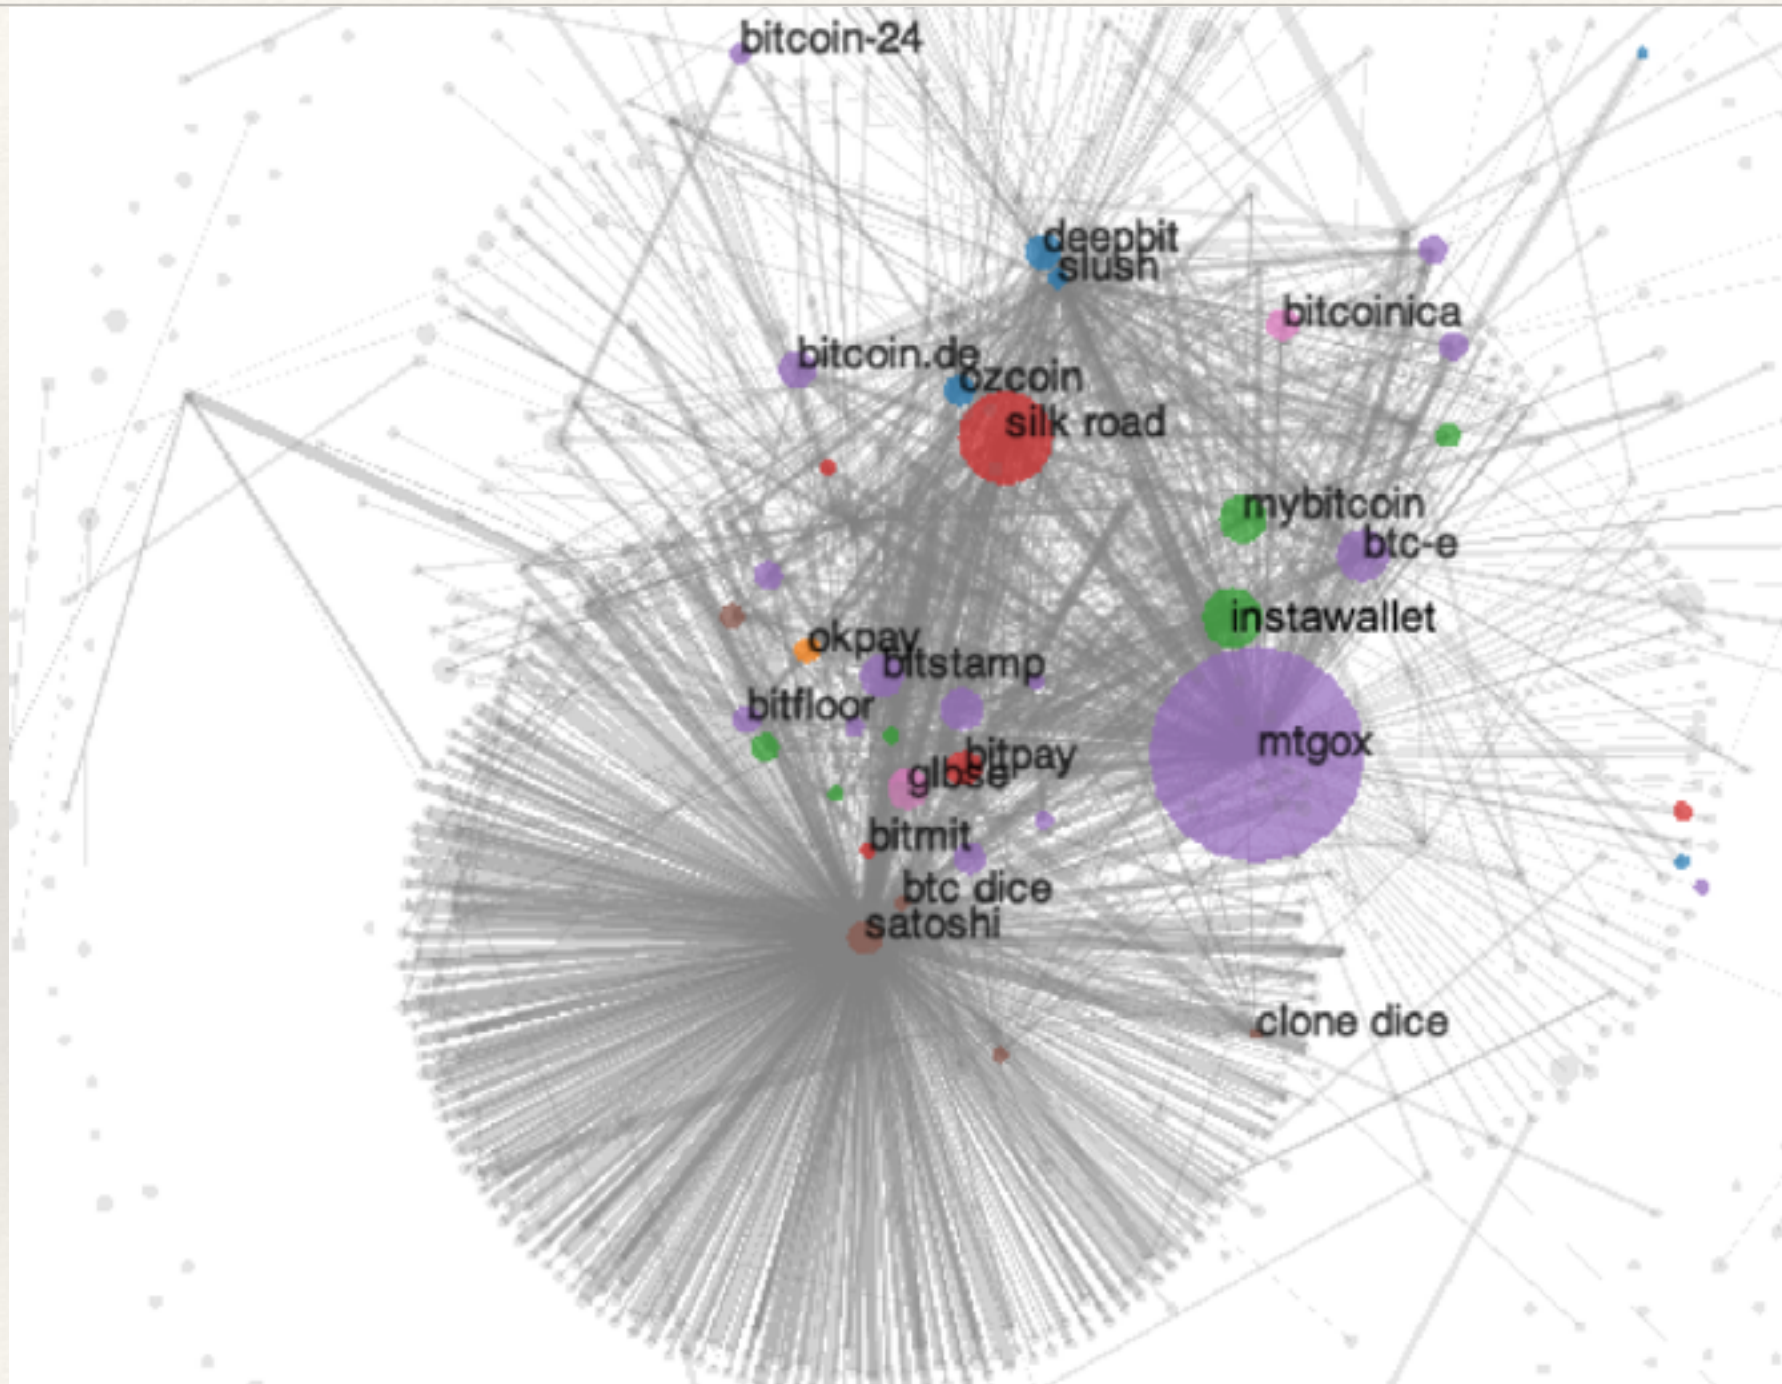 bitcoin-24
deepbit
slush
bitcoinica
bitcoin.de
ozcoin
silk road
mybitcoin
btc-e
instawallet
okpay
bitstamp
bitfloor
mtgox
bitpay
glbse
bitmit
btc dice
satoshi
clone dice